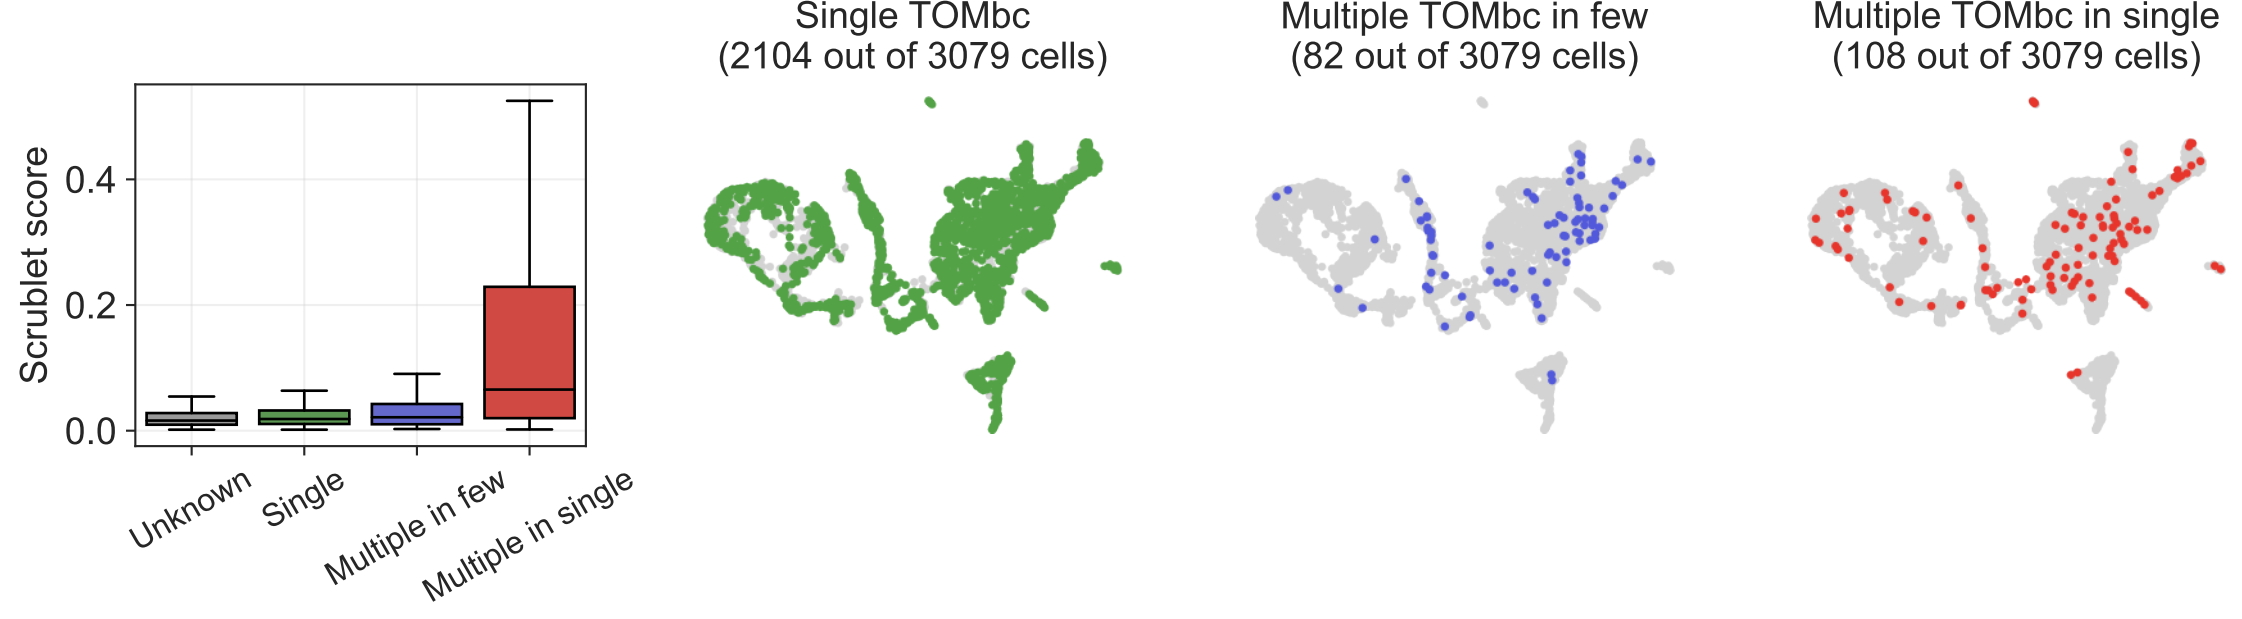 Scrublet score
0.4
0.2
0.0
Unknown
Single
Multiple in few
Multiple in single
Single TOMbc
(2104 out of 3079 cells)
Multiple TOMbc in few
(82 out of 3079 cells)
Multiple TOMbc in single
(108 out of 3079 cells)